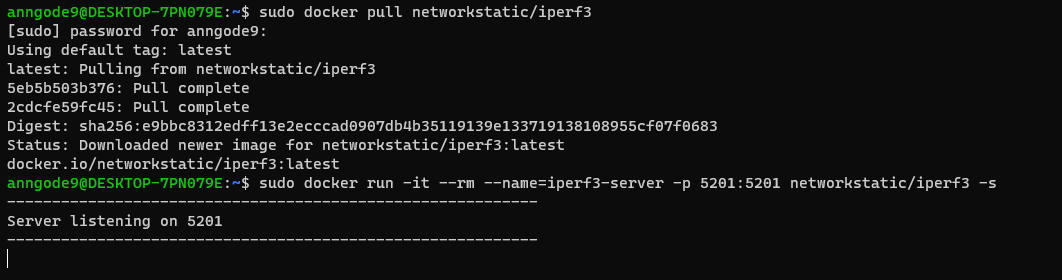 anngode9@DESKTOP-7PN079E:~$ sudo docker pull networkstatic/iperf3
[sudo] password for anngode9:
Using default tag: latest
latest: Pulling from networkstatic/iperf3
5eb5b503b376: Pull complete
2cdcfe59fc45: Pull complete
Digest: sha256:e9bbc8312edff13e2ecccad0907db4b35119139e133719138108955cf07f0683
Status: Downloaded newer image for networkstatic/iperf3:latest
docker.io/networkstatic/iperf3:latest
anngode9@DESKTOP-7PN079E:~$ sudo docker run -it --rm --name=iperf3-server -p 5201:5201 networkstatic/iperf3 -s
-----------------------------------------------------------
Server listening on 5201
-----------------------------------------------------------